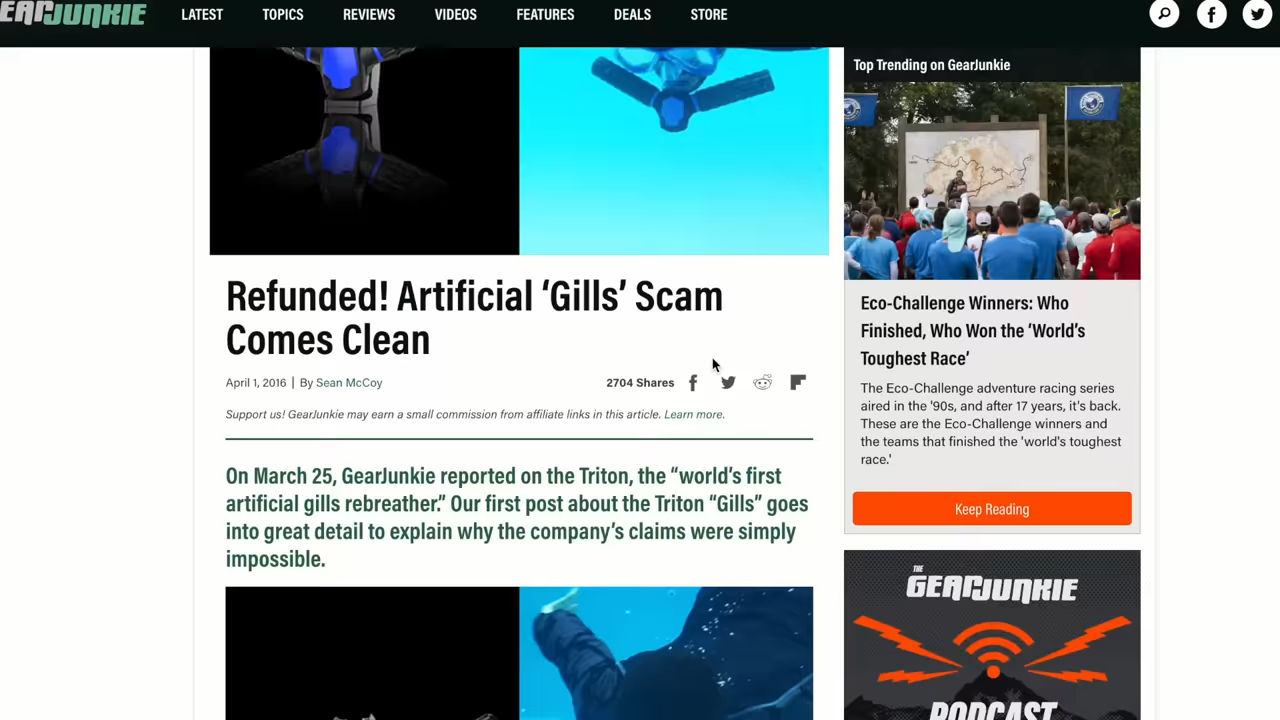 EARJUNKIE
LATEST
TOPICS
REVIEWS
VIDEOS
FEATURES
DEALS
STORE
Refunded! Artificial ‘Gills’ Scam
Comes Clean
April 1, 2016 | By Sean McCoy
2704 Shares
Support us! GearJunkie may earn a small commission from affiliate links in this article. Learn more.
On March 25, GearJunkie reported on the Triton, the “world’s first
artificial gills rebreather.” Our first post about the Triton “Gills” goes
into great detail to explain why the company’s claims were simply
impossible.
Top Trending on GearJunkie
Eco-Challenge Winners: Who
Finished, Who Won the ‘World’s
Toughest Race’
The Eco-Challenge adventure racing series
aired in the '90s, and after 17 years, it's back.
These are the Eco-Challenge winners and
the teams that finished the 'world's toughest
race.'
Keep Reading
THE
GEARJUNKIE
PODCAST